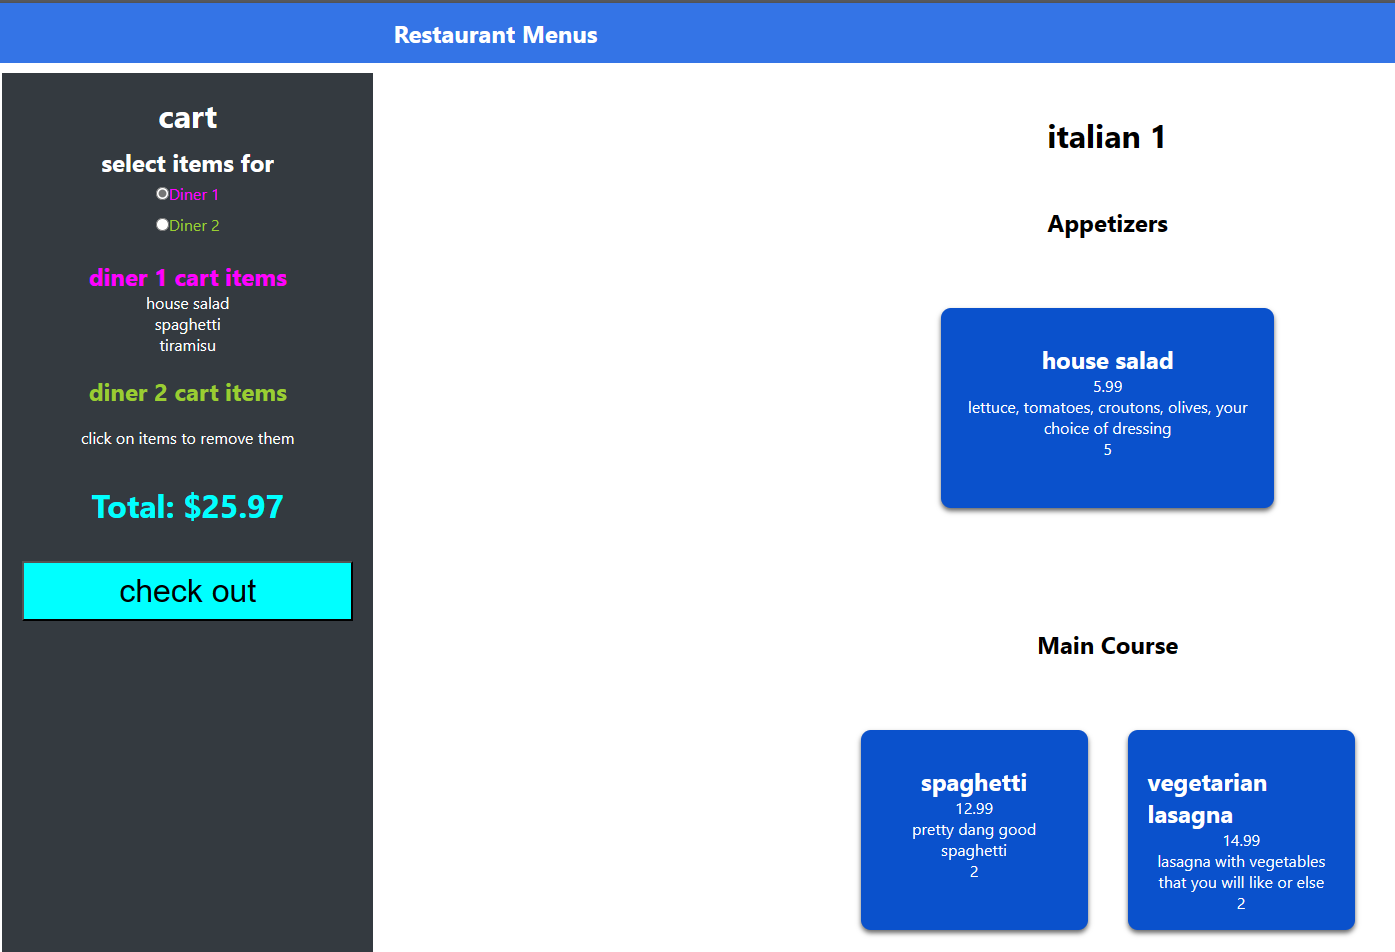 Restaurant Menus
cart
select items for
Diner 1
Diner 2
diner 1 cart items
house salad
spaghetti
tiramisu
diner 2 cart items
click on items to remove them
Total: $25.97
check out
italian 1
Appetizers
house salad
5.99
lettuce, tomatoes, croutons, olives, your
choice of dressing
5
Main Course
spaghetti
12.99
pretty dang good
spaghetti
2
vegetarian
lasagna
14.99
lasagna with vegetables
that you will like or else
2